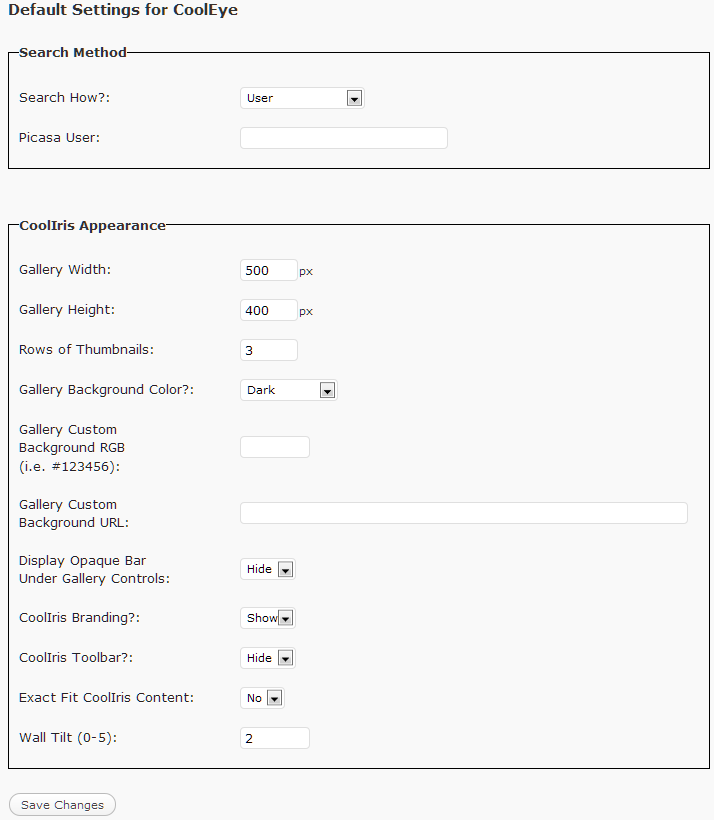 Default Settings for CoolEye
Search Method
Search How?: User
Picasa User:
CoolIris Appearance
Gallery Width: 500 px
Gallery Height: 400 px
Rows of Thumbnails: 3
Gallery Background Color?: Dark
Gallery Custom
Background RGB
(i.e. #123456):
Gallery Custom
Background URL:
Display Opaque Bar
Under Gallery Controls: Hide
CoolIris Branding?: Show
CoolIris Toolbar?: Hide
Exact Fit CoolIris Content: No
Wall Tilt (0-5): 2
Save Changes